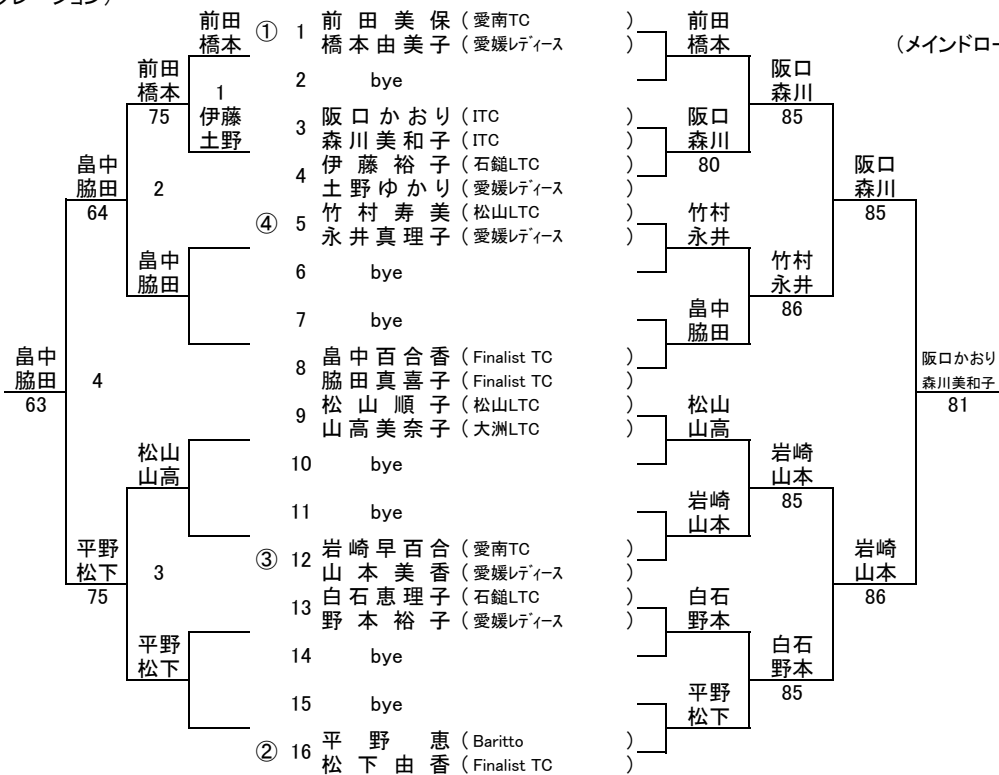 レーション)
(メインドロー
前田
橋本
① 1 前田美保 (愛南TC)
橋本由美子 (愛媛レディース)
前田
橋本
前田
橋本
75
1
2 bye
阪口
森川
85
伊藤
土野
3 阪口かおり (ITC)
森川美和子 (ITC)
阪口
森川
80
4 伊藤裕子 (石鎚LTC)
土野ゆかり (愛媛レディース)
畠中
脇田
64
2
阪口
森川
85
④ 5 竹村寿美 (松山LTC)
永井真理子 (愛媛レディース)
竹村
永井
畠中
脇田
6 bye
竹村
永井
86
7 bye
畠中
脇田
8 畠中百合香 (Finalist TC)
脇田真喜子 (Finalist TC)
畠中
脇田
63
4
阪口かおり
森川美和子
81
9 松山順子 (松山LTC)
山高美奈子 (大洲LTC)
松山
山高
松山
山高
10 bye
岩崎
山本
85
11 bye
岩崎
山本
③ 12 岩崎早百合 (愛南TC)
山本美香 (愛媛レディース)
平野
松下
75
3
岩崎
山本
86
13 白石恵理子 (石鎚LTC)
野本裕子 (愛媛レディース)
白石
野本
平野
松下
14 bye
白石
野本
85
15 bye
平野
松下
② 16 平野恵 (Baritto)
松下由香 (Finalist TC)